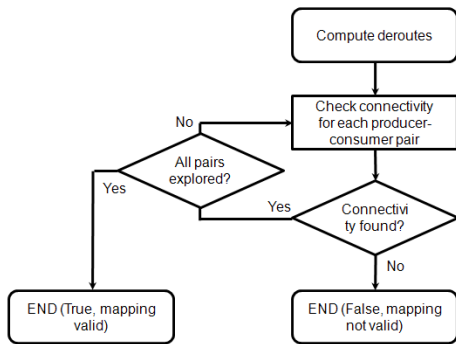 Compute deroutes
Check connectivity
for each producer-
consumer pair
No
All pairs
explored?
Yes
Yes
Connectivi
ty found?
No
END (True, mapping
valid)
END (False, mapping
not valid)